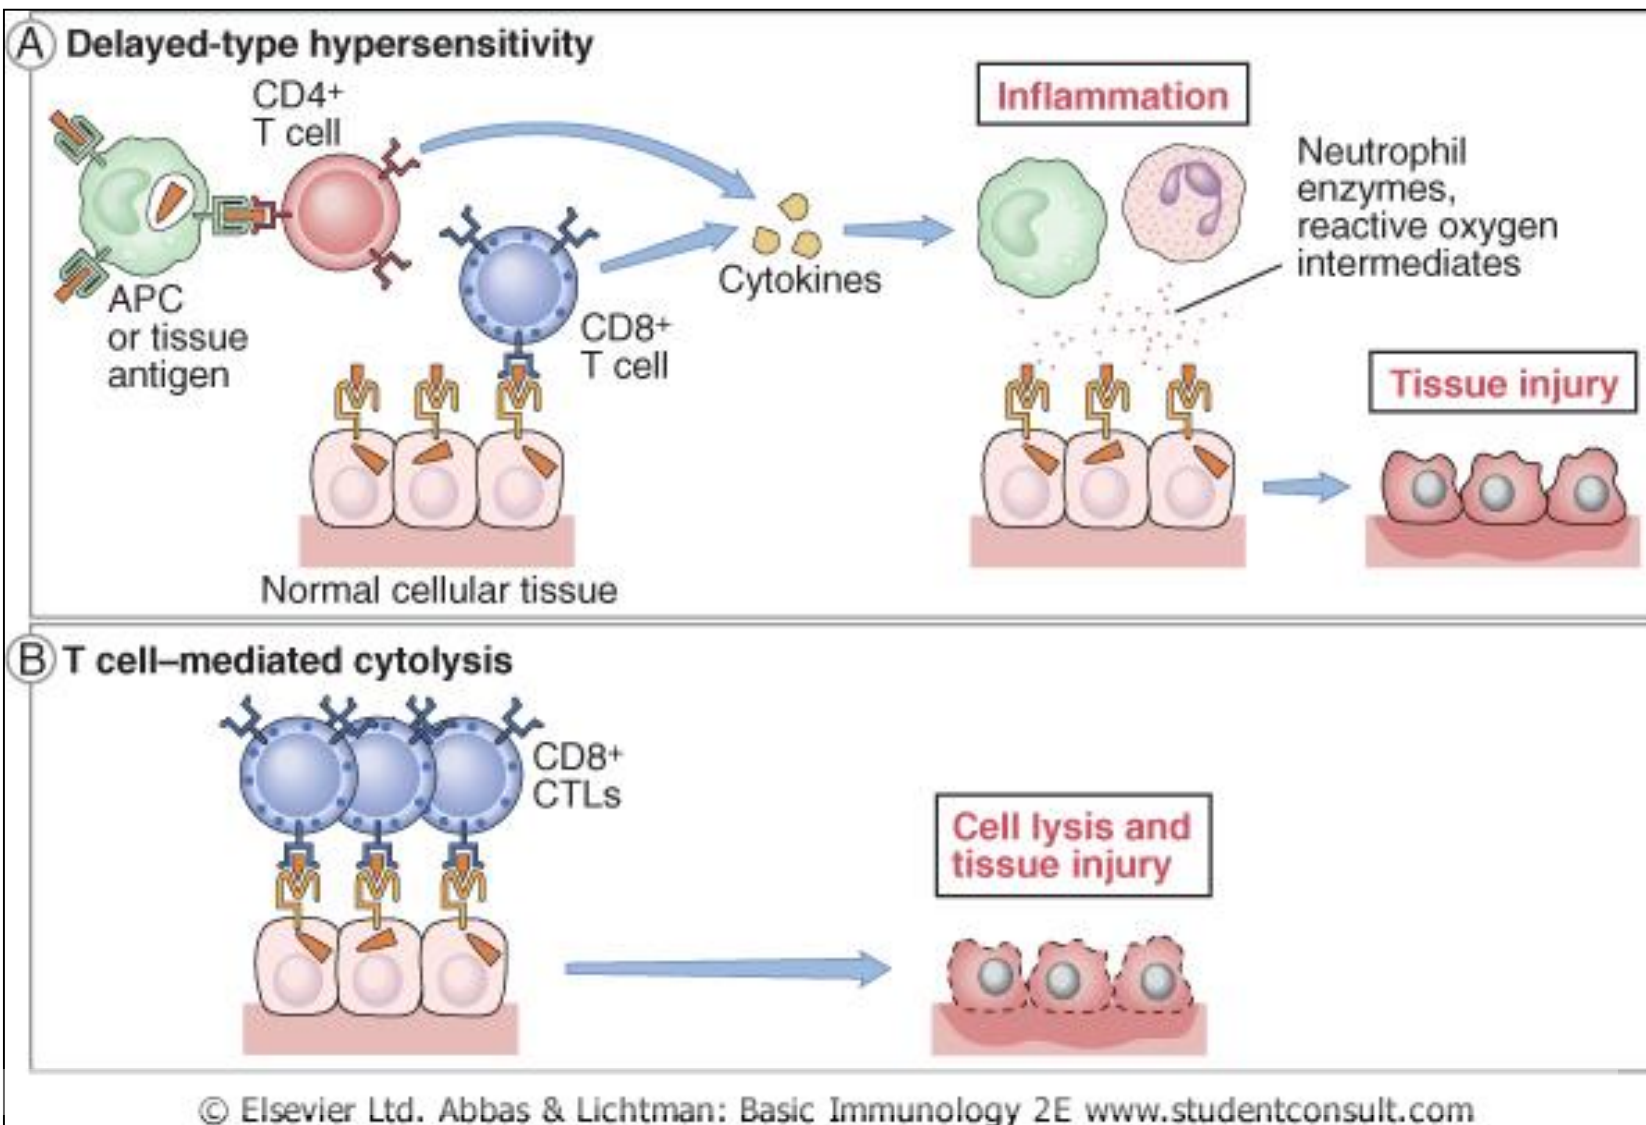 A Delayed-type hypersensitivity
CD4+
T cell
Inflammation
Neutrophil
enzymes,
reactive oxygen
intermediates
Cytokines
APC
or tissue
antigen
CD8+
T cell
Tissue injury
Normal cellular tissue
B T cell–mediated cytolysis
CD8+
CTLs
Cell lysis and
tissue injury
© Elsevier Ltd. Abbas & Lichtman: Basic Immunology 2E www.studentconsult.com